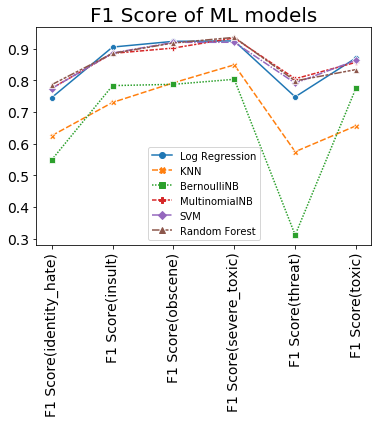 F1 Score of ML models
0.9
0.8
0.7
0.6
0.5
0.4
0.3
Log Regression
KNN
BernoulliNB
MultinomialNB
SVM
Random Forest
F1 Score(identity_hate)
F1 Score(insult)
F1 Score(obscene)
F1 Score(severe_toxic)
F1 Score(threat)
F1 Score(toxic)